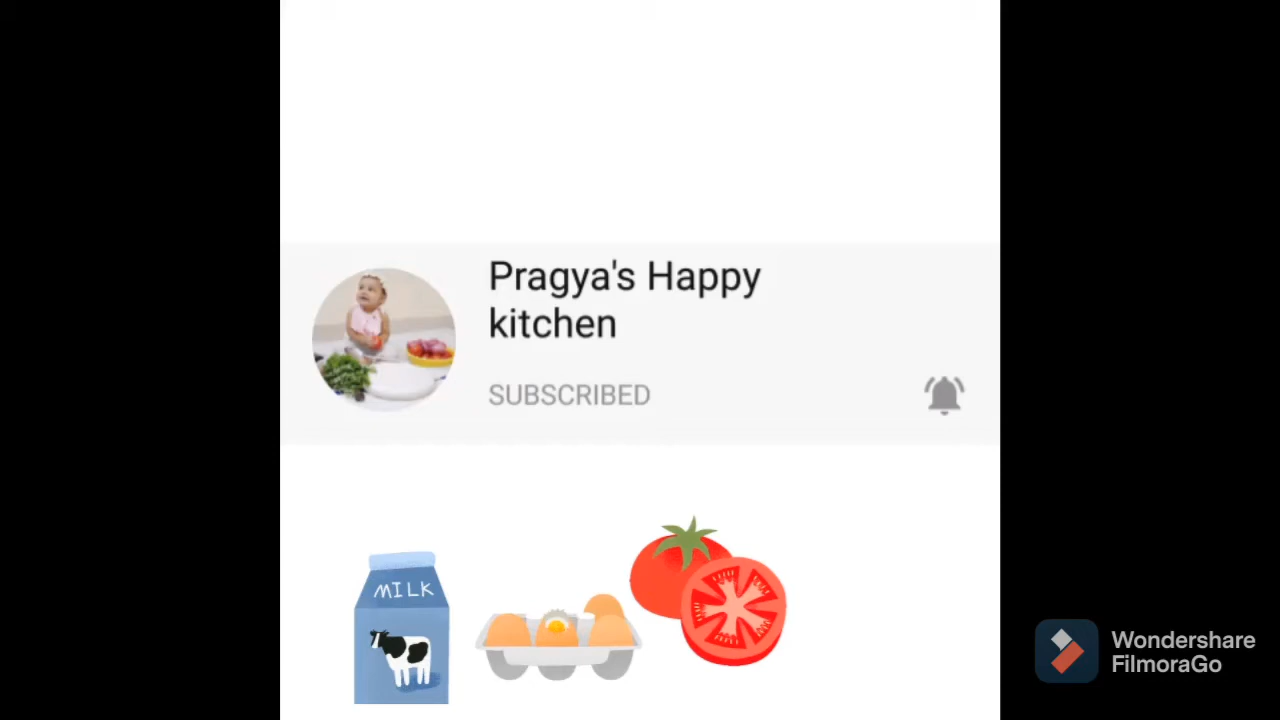 Pragya's Happy
kitchen
SUBSCRIBED
MILK
Wondershare
FilmoraGo